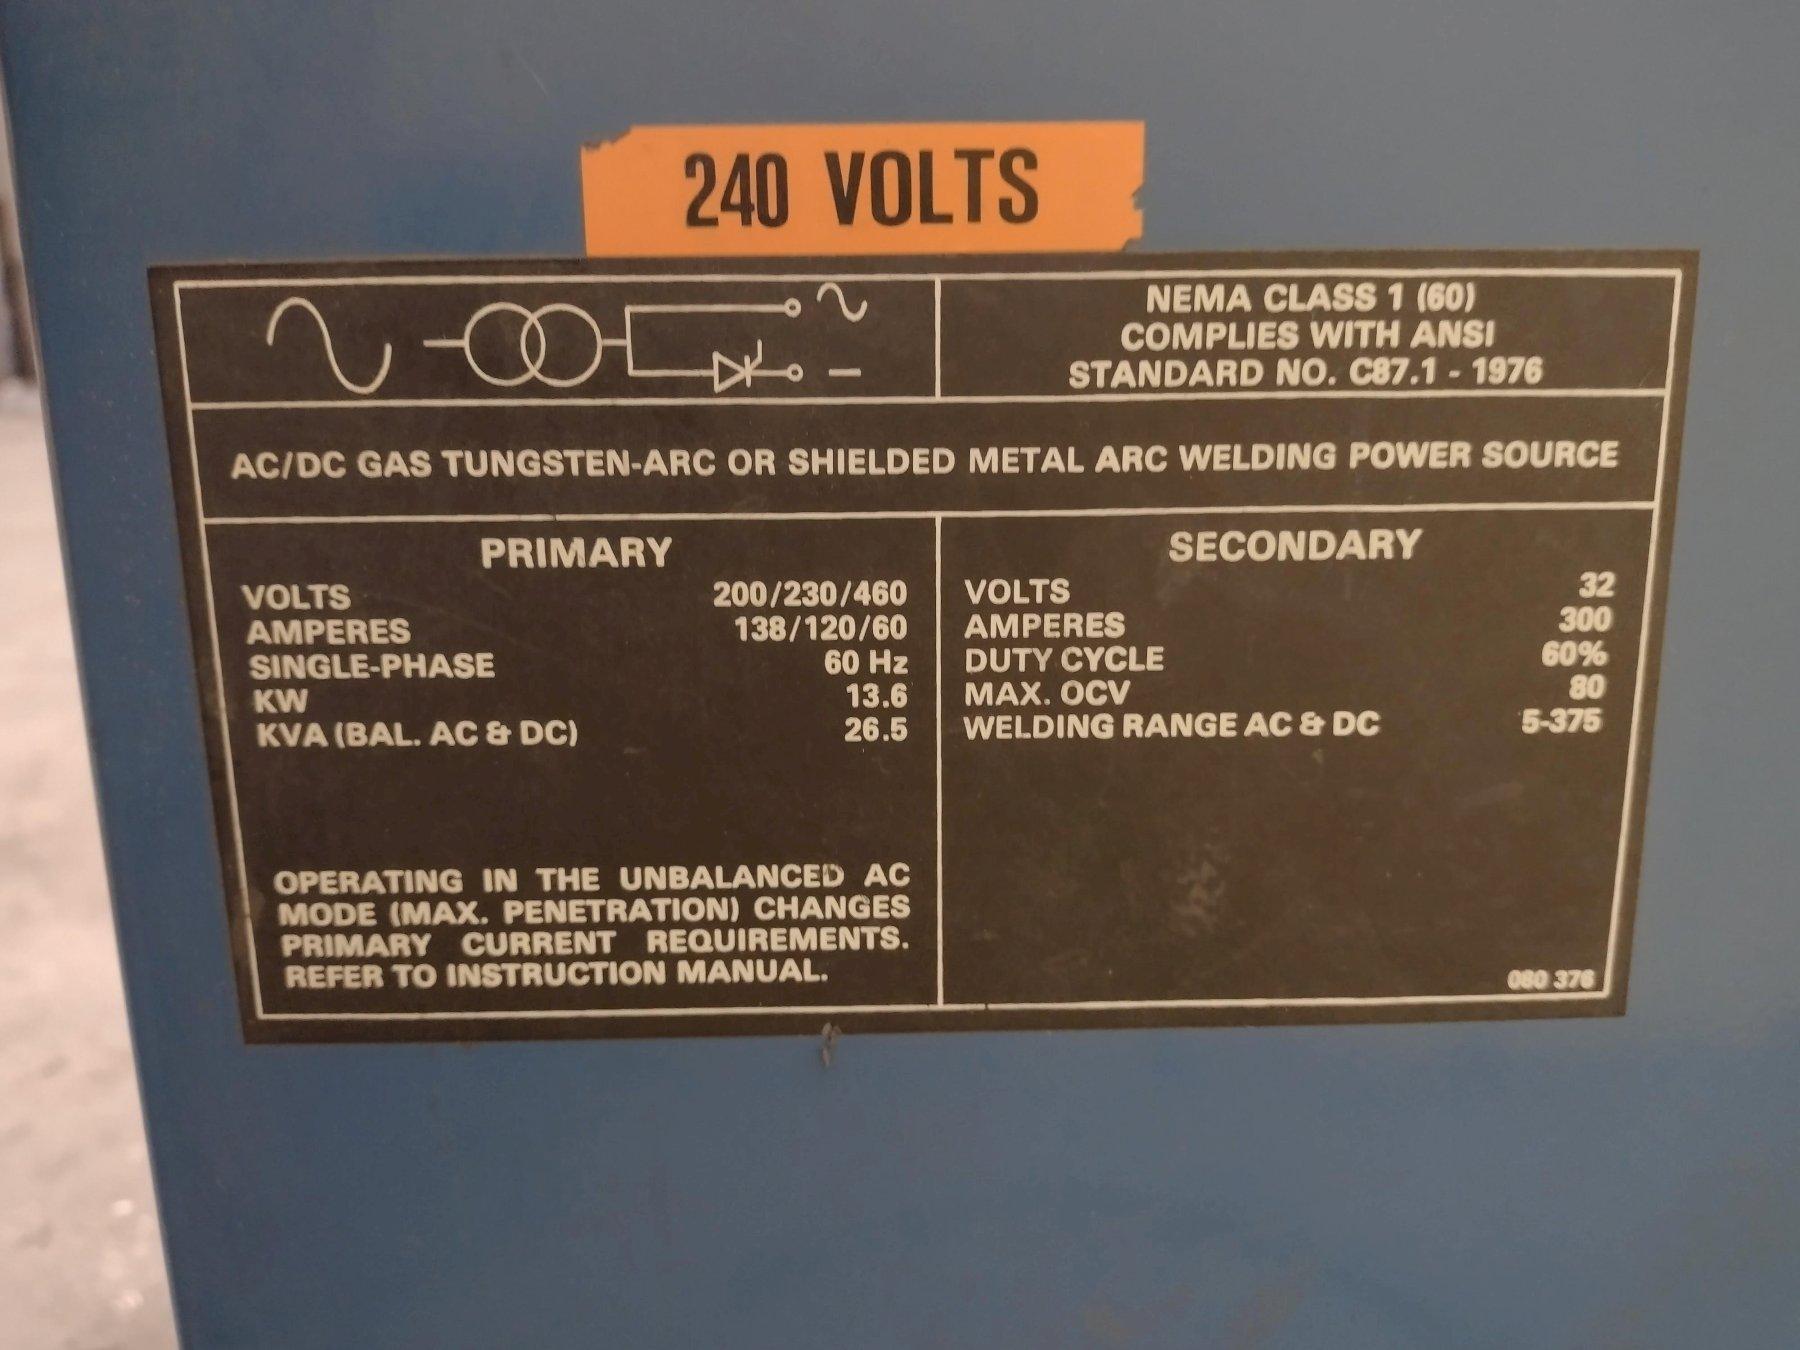 240 VOLTS
NEMA CLASS 1 (60)
COMPLIES WITH ANSI
STANDARD NO. C87.1 - 1976
AC/DC GAS TUNGSTEN-ARC OR SHIELDED METAL ARC WELDING POWER SOURCE
PRIMARY
VOLTS 200/230/460
AMPERES 138/120/60
SINGLE-PHASE 60 Hz
KW 13.6
KVA (BAL. AC & DC) 26.5
OPERATING IN THE UNBALANCED AC
MODE (MAX. PENETRATION) CHANGES
PRIMARY CURRENT REQUIREMENTS.
REFER TO INSTRUCTION MANUAL.
SECONDARY
VOLTS 32
AMPERES 300
DUTY CYCLE 60%
MAX. OCV 80
WELDING RANGE AC & DC 5-375
080 376